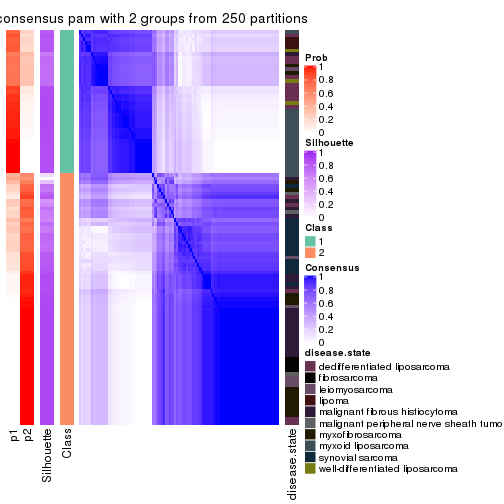 consensus pam with 2 groups from 250 partitions
Prob
1
0.8
0.6
0.4
0.2
0
Silhouette
1
0.8
0.6
0.4
0.2
0
Class
1
2
Consensus
1
0.8
0.6
0.4
0.2
0
disease.state
dedifferentiated liposarcoma
fibrosarcoma
leiomyosarcoma
lipoma
malignant fibrous histiocytoma
malignant peripheral nerve sheath tumo
myxofibrosarcoma
myxoid liposarcoma
synovial sarcoma
well-differentiated liposarcoma
p1
p2
Silhouette
Class
disease.state